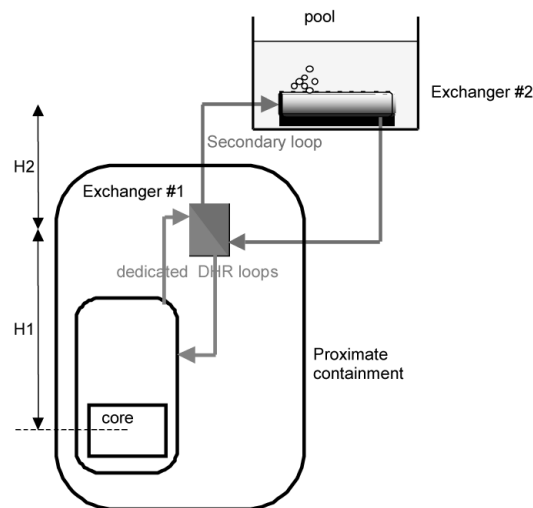 pool
Exchanger #2
Secondary loop
H2
Exchanger #1
dedicated DHR loops
H1
Proximate
containment
core